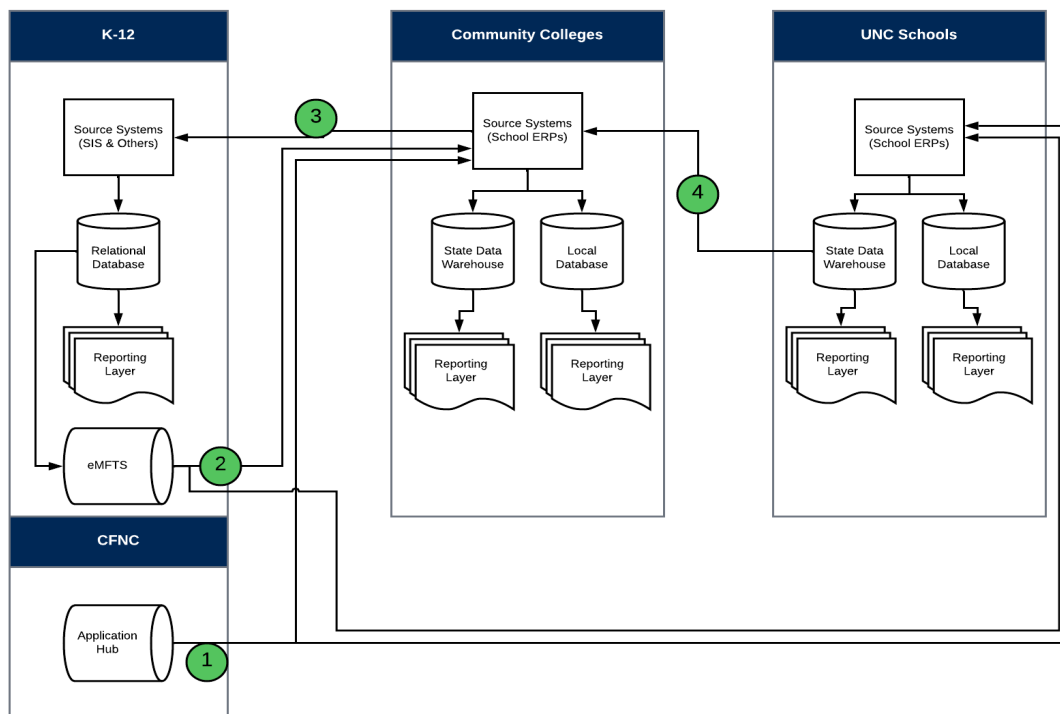 K-12
Community Colleges
UNC Schools
Source Systems
(SIS & Others)
3
Source Systems
(School ERPs)
Source Systems
(School ERPs)
4
Relational
Database
State Data
Warehouse
Local
Database
State Data
Warehouse
Local
Database
Reporting
Layer
Reporting
Layer
Reporting
Layer
Reporting
Layer
Reporting
Layer
eMFTS
2
CFNC
Application
Hub
1